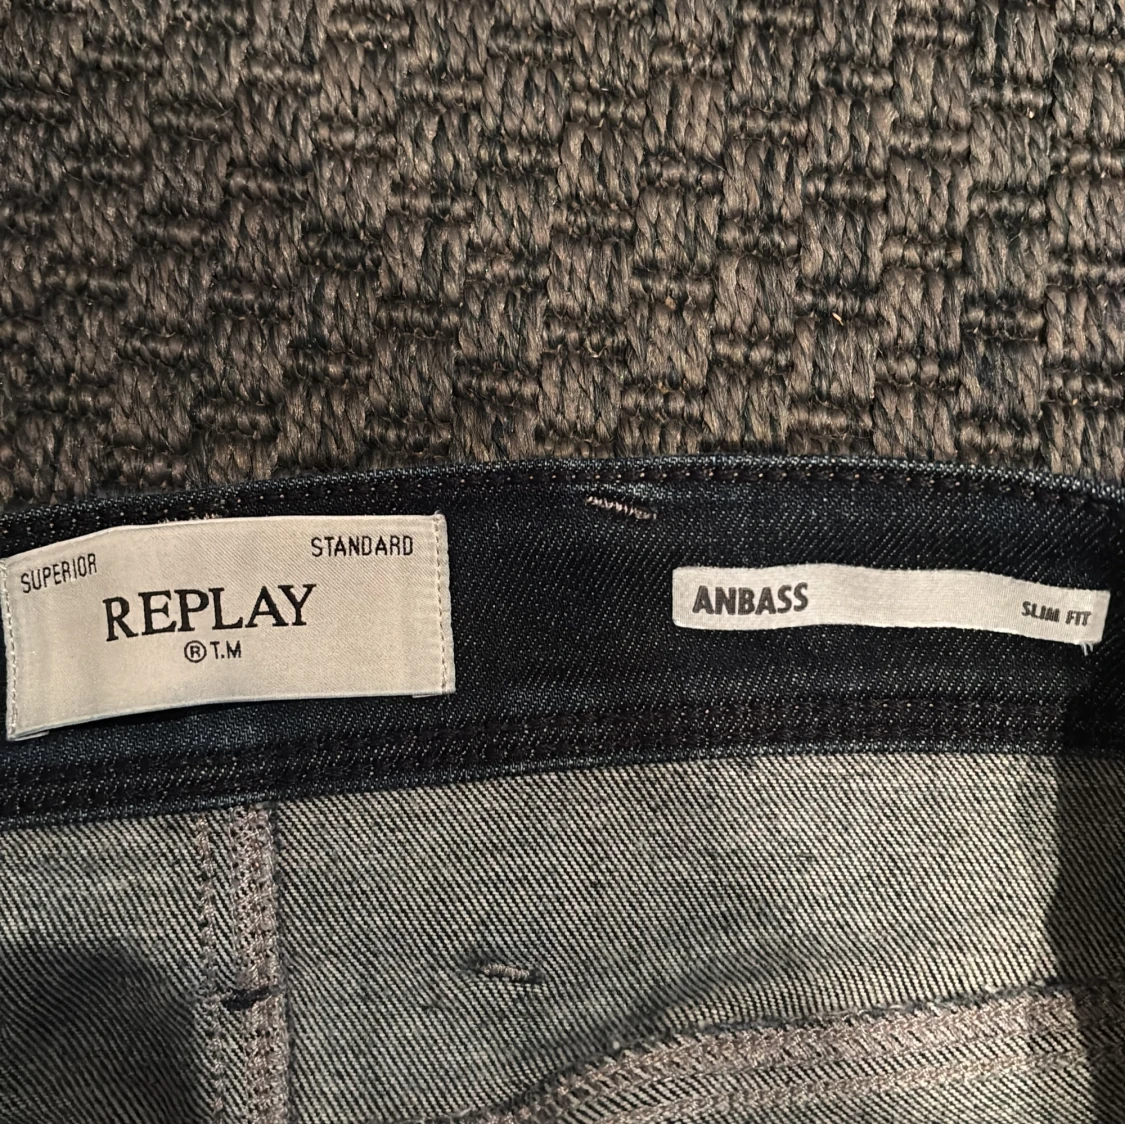 SUPERIOR STANDARD
REPLAY
® T.M
ANBASS SLIM FIT